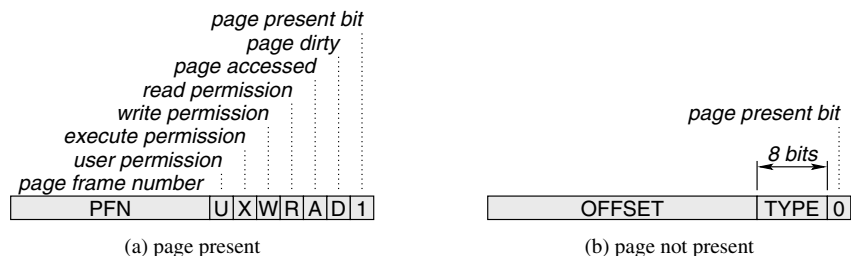 page present bit
page dirty
page accessed
read permission
write permission
execute permission
user permission
page frame number
PFN U X W R A D 1
(a) page present
page present bit
8 bits
OFFSET TYPE 0
(b) page not present